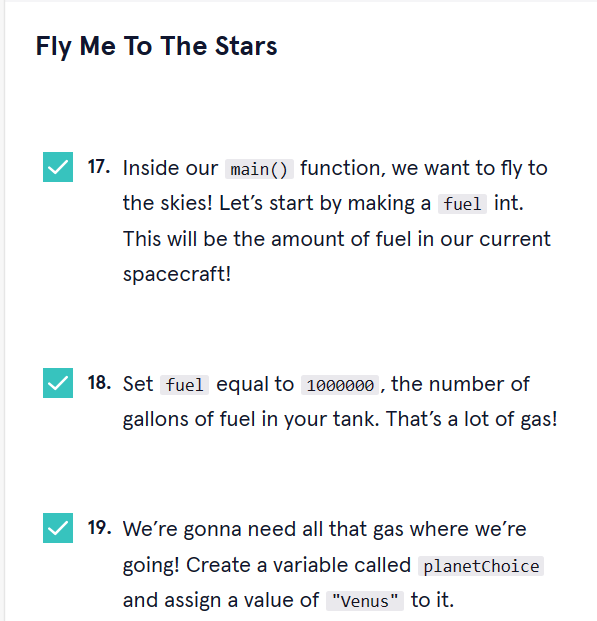 Fly Me To The Stars
17. Inside our main() function, we want to fly to
the skies! Let's start by making a fuel int.
This will be the amount of fuel in our current
spacecraft!
18. Set fuel equal to 1000000, the number of
gallons of fuel in your tank. That's a lot of gas!
19. We're gonna need all that gas where we're
going! Create a variable called planetChoice
and assign a value of "Venus" to it.